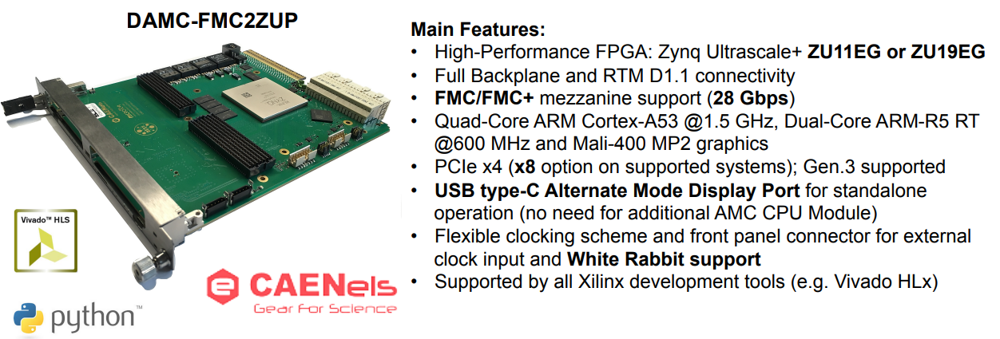 DAMC-FMC2ZUP
Main Features:
• High-Performance FPGA: Zynq Ultrascale+ ZU11EG or ZU19EG
• Full Backplane and RTM D1.1 connectivity
• FMC/FMC+ mezzanine support (28 Gbps)
• Quad-Core ARM Cortex-A53 @1.5 GHz, Dual-Core ARM-R5 RT
@600 MHz and Mali-400 MP2 graphics
• PCIe x4 (x8 option on supported systems); Gen.3 supported
• USB type-C Alternate Mode Display Port for standalone
operation (no need for additional AMC CPU Module)
• Flexible clocking scheme and front panel connector for external
clock input and White Rabbit support
• Supported by all Xilinx development tools (e.g. Vivado HLx)
Vivado™ HLS
CAENels
Gear For Science
python™